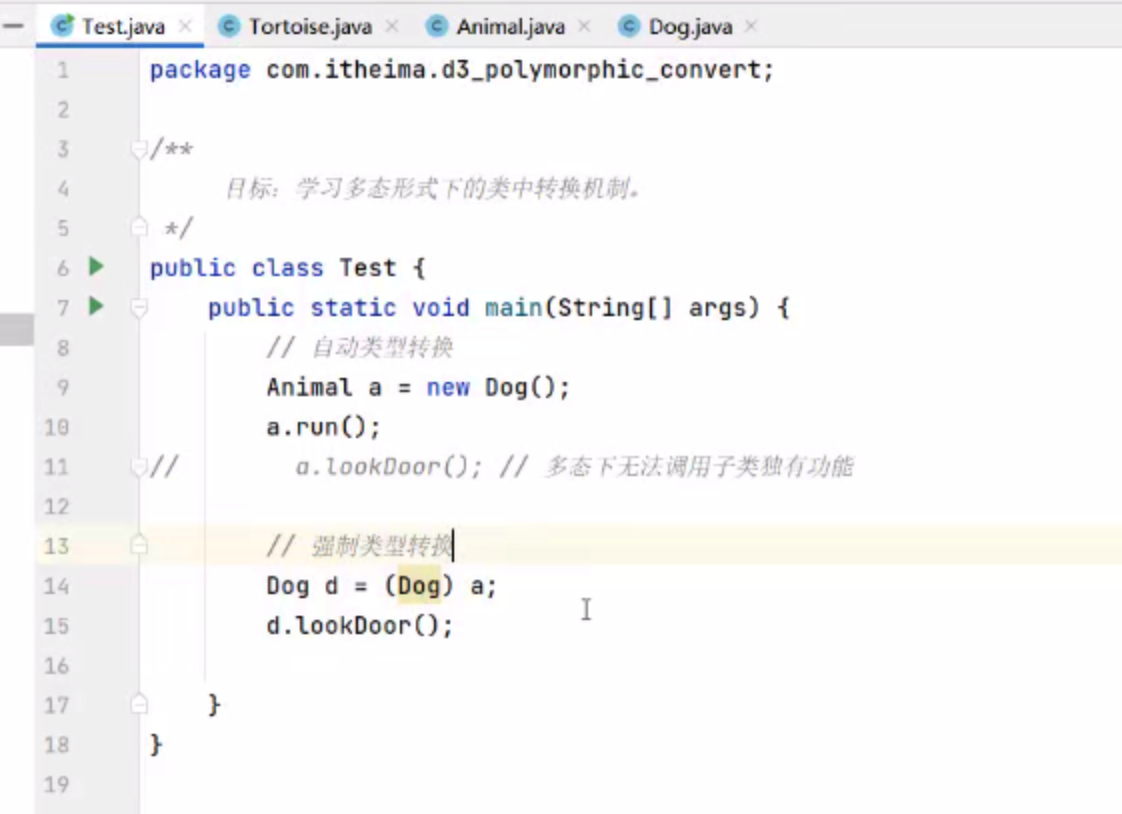 Test.java Tortoise.java Animal.java Dog.java
1 package com.itheima.d3_polymorphic_convert;
2
3 /**
4 目标：学习多态形式下的类中转换机制。
5 */
6 public class Test {
7 public static void main(String[] args) {
8 // 自动类型转换
9 Animal a = new Dog();
10 a.run();
11 // a.lookDoor(); // 多态下无法调用子类独有功能
12
13 // 强制类型转换
14 Dog d = (Dog) a;
15 d.lookDoor();
16
17 }
18 }
19